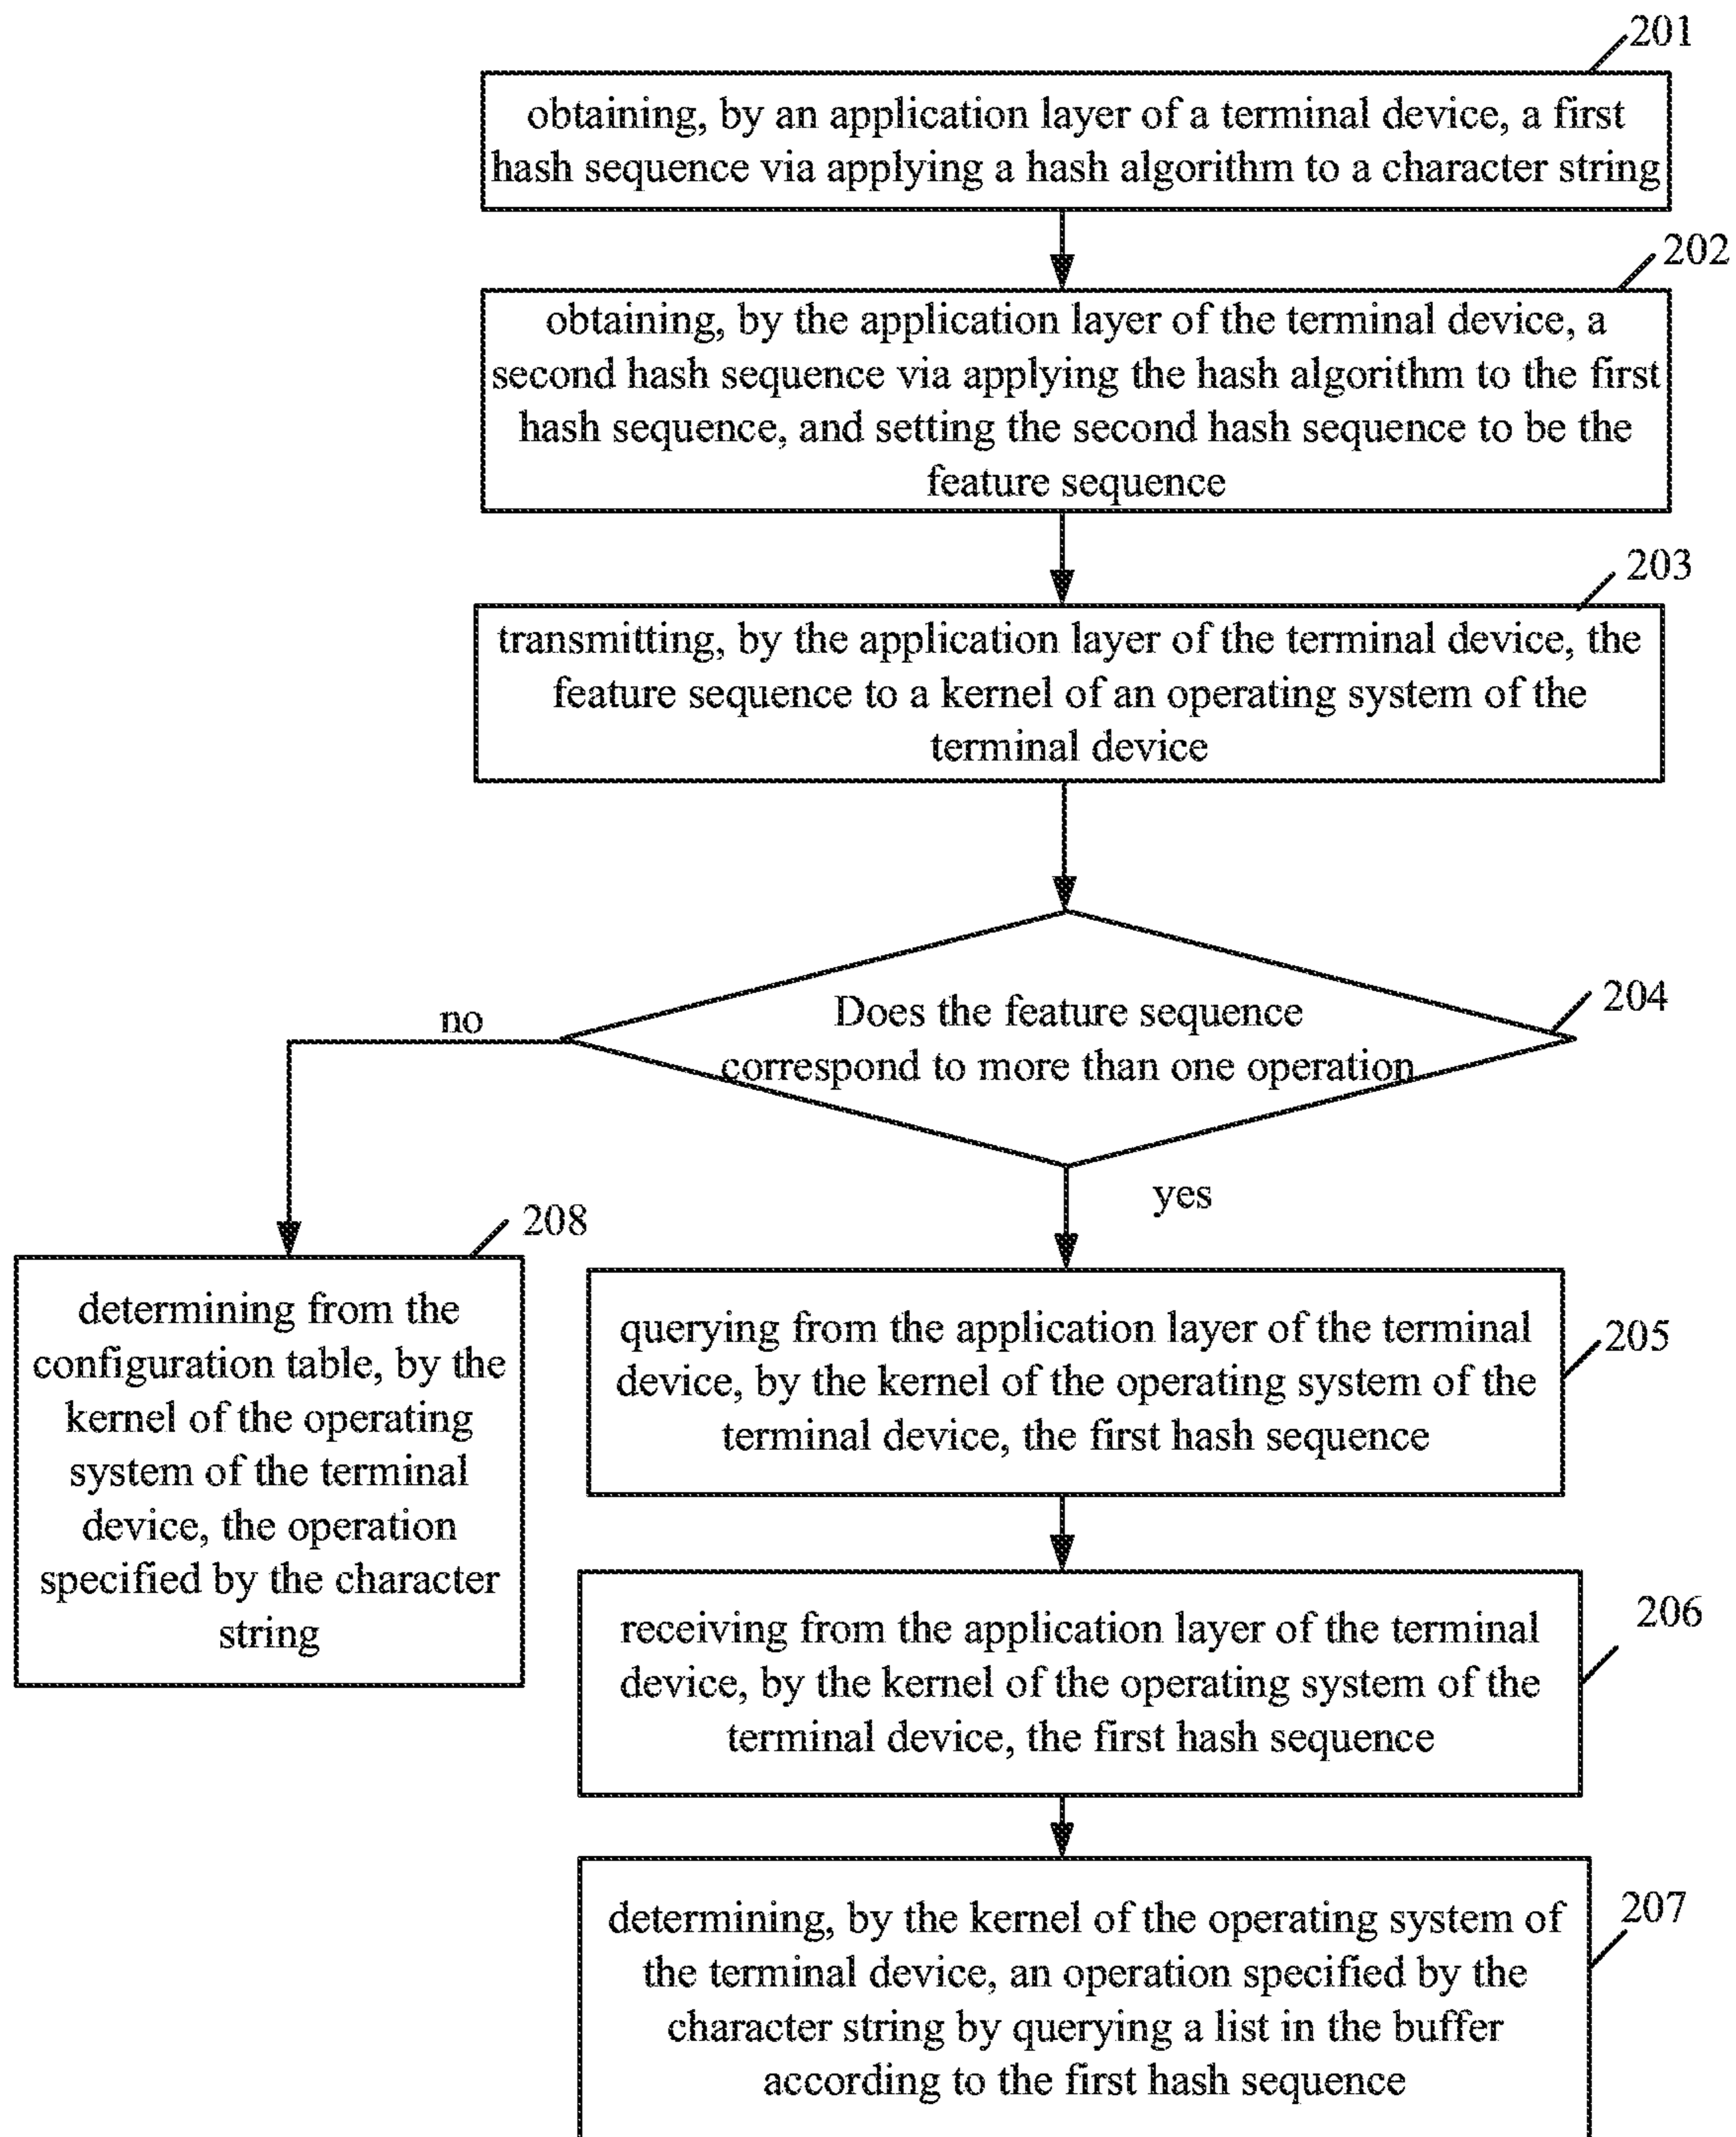 201
obtaining, by an application layer of a terminal device, a first
hash sequence via applying a hash algorithm to a character string
202
obtaining, by the application layer of the terminal device, a
second hash sequence via applying the hash algorithm to the first
hash sequence, and setting the second hash sequence to be the
feature sequence
203
transmitting, by the application layer of the terminal device, the
feature sequence to a kernel of an operating system of the
terminal device
204
Does the feature sequence
correspond to more than one operation
no
yes
208
determining from the
configuration table, by the
kernel of the operating
system of the terminal
device, the operation
specified by the character
string
205
querying from the application layer of the terminal
device, by the kernel of the operating system of the
terminal device, the first hash sequence
206
receiving from the application layer of the terminal
device, by the kernel of the operating system of the
terminal device, the first hash sequence
207
determining, by the kernel of the operating system of
the terminal device, an operation specified by the
character string by querying a list in the buffer
according to the first hash sequence